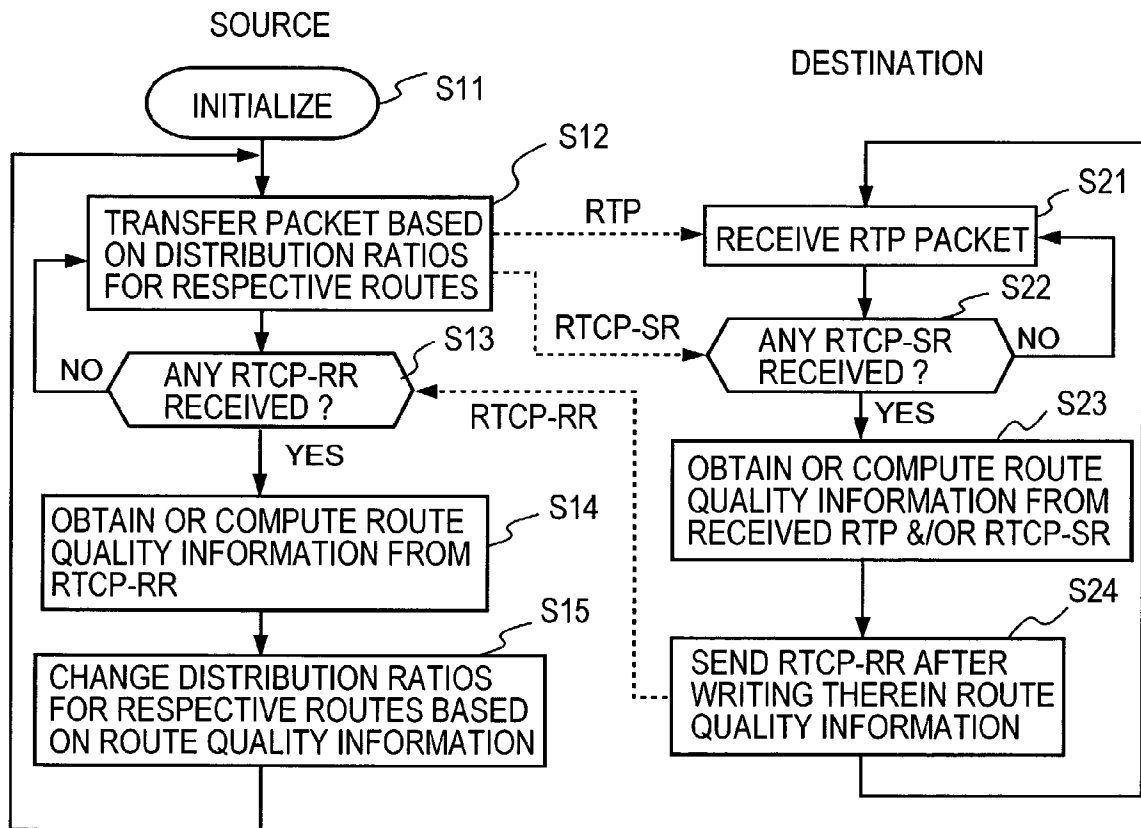 SOURCE
INITIALIZE
S11
S12
TRANSFER PACKET BASED
ON DISTRIBUTION RATIOS
FOR RESPECTIVE ROUTES
S13
NO
ANY RTCP-RR
RECEIVED ?
YES
S14
OBTAIN OR COMPUTE ROUTE
QUALITY INFORMATION FROM
RTCP-RR
S15
CHANGE DISTRIBUTION RATIOS
FOR RESPECTIVE ROUTES BASED
ON ROUTE QUALITY INFORMATION
RTP
RTCP-SR
RTCP-RR
DESTINATION
S21
RECEIVE RTP PACKET
S22
ANY RTCP-SR
RECEIVED ?
NO
YES
S23
OBTAIN OR COMPUTE ROUTE
QUALITY INFORMATION FROM
RECEIVED RTP &/OR RTCP-SR
S24
SEND RTCP-RR AFTER
WRITING THEREIN ROUTE
QUALITY INFORMATION